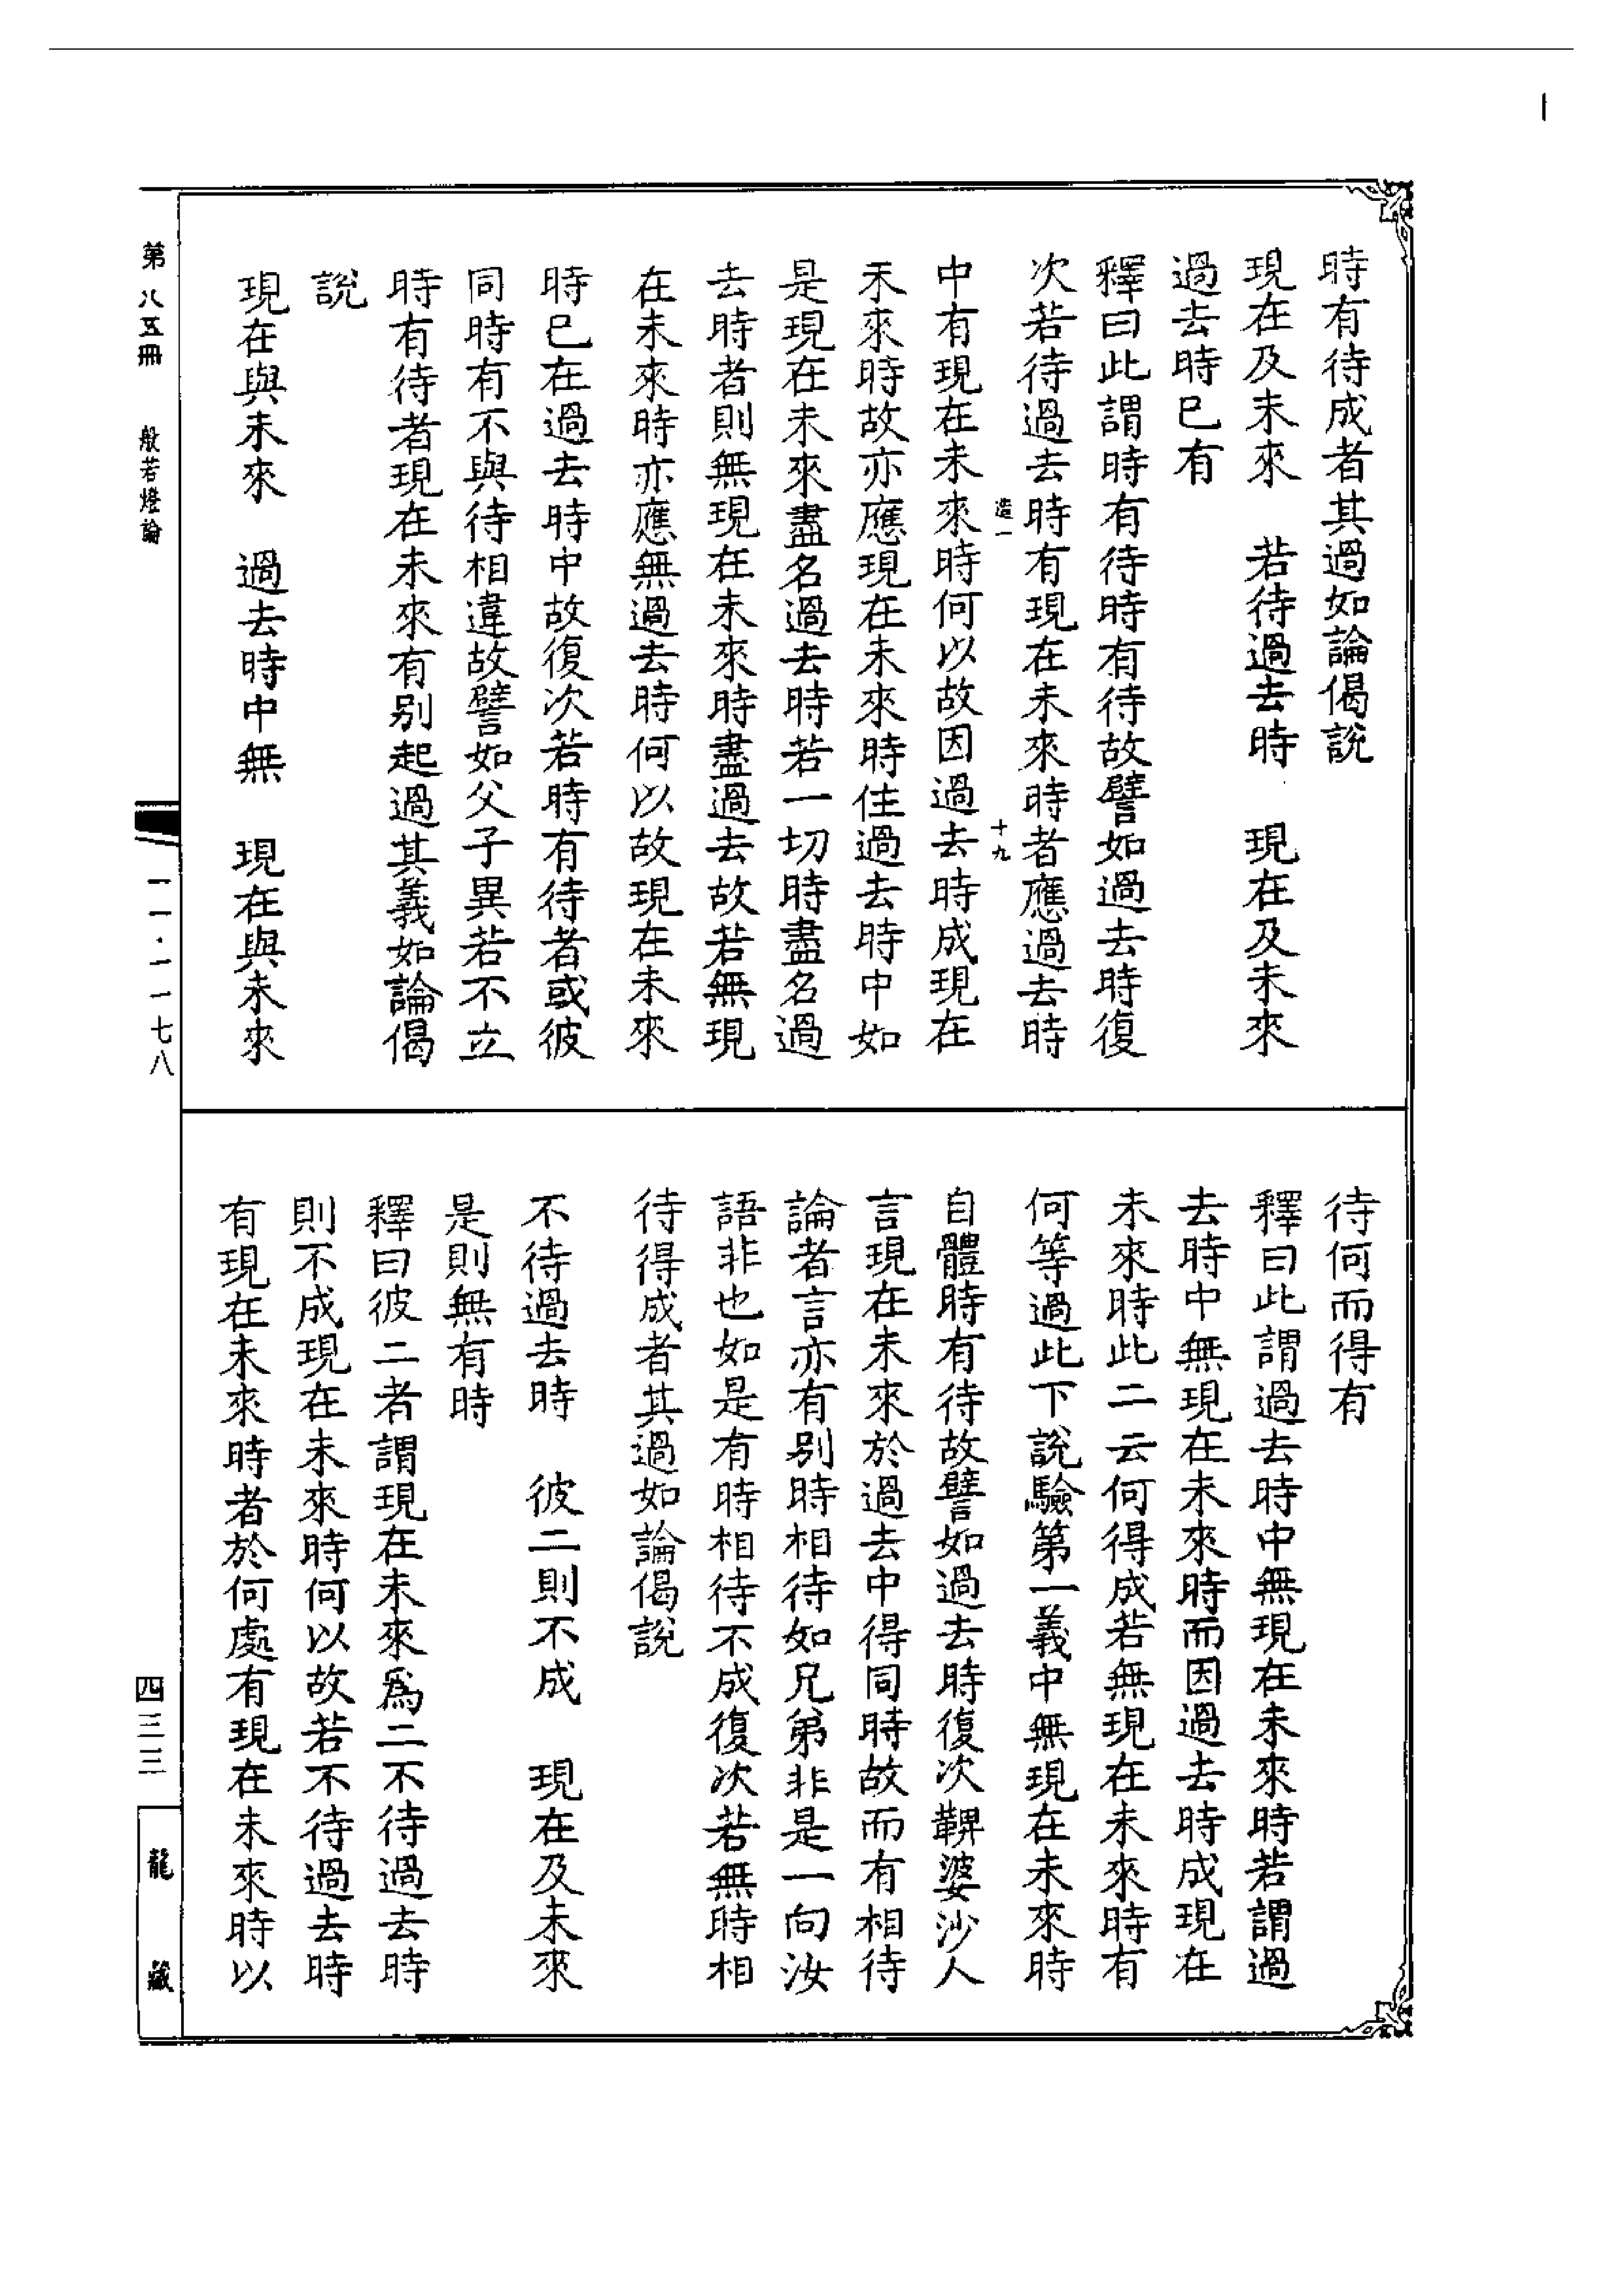 時有待成者其過如論偈說
現在及未來　若待過去時　現在及未來
過去時已有
釋曰此謂時有待時有待故譬如過去時復
次若待過去時有現在未來時者應過去時
造一　十九
中有現在未來時何以故因過去時成現在
未來時故亦應現在未來時住過去時中如
是現在未來盡名過去時若一切時盡名過
去時者則無現在未來時盡過去故若無現
在未來時亦應無過去時何以故現在未來
時已在過去時中故復次若時有待者或彼
同時有不與待相違故譬如父子異若不立
時有待者現在未來有別起過其義如論偈
說
現在與未來　過去時中無　現在與未來
待何而得有
釋曰此謂過去時中無現在未來時若謂過
去時中無現在未來時而因過去時成現在
未來時此二云何得成若無現在未來時有
何等過此下說驗第一義中無現在未來時
自體時有待故譬如過去時復次鞞婆沙人
言現在未來於過去中得同時故而有相待
論者言亦有別時相待如兄弟非是一向汝
語非也如是有時相待不成復次若無時相
待得成者其過如論偈說
不待過去時　彼二則不成　現在及未來
是則無有時
釋曰彼二者謂現在未來爲二不待過去時
則不成現在未來時何以故若不待過去時
有現在未來時者於何處有現在未來時以
第八五冊　般若燈論
一一·一一七八
四三三
龍藏